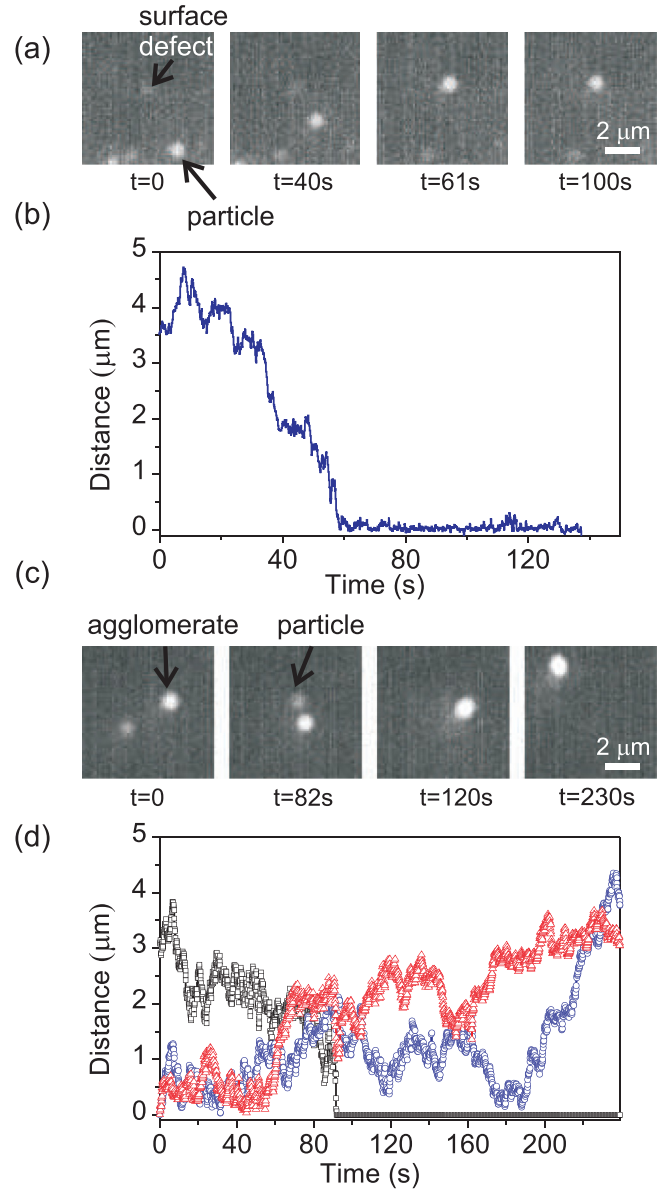 (a)
surface
defect
2 μm
t=0
t=40s
t=61s
t=100s
particle
(b)
5
4
3
2
1
0
Distance (μm)
0
40
80
120
Time (s)
(c)
agglomerate
particle
2 μm
t=0
t=82s
t=120s
t=230s
(d)
5
4
3
2
1
0
Distance (μm)
0
40
80
120
160
200
Time (s)